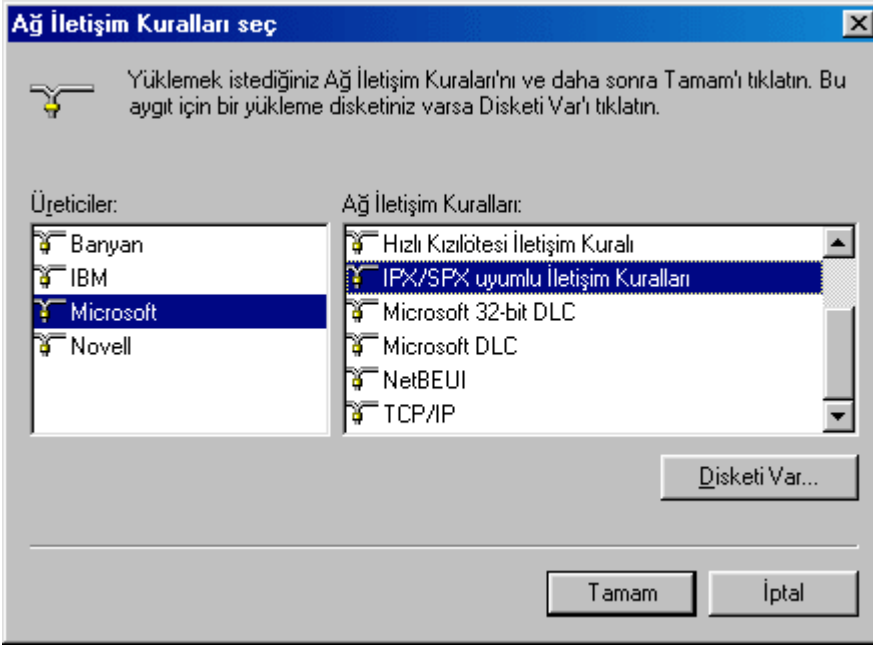 Ağ İletişim Kuralları seç
Yüklemek istediğiniz Ağ İletişim Kuraları'nı ve daha sonra Tamam'ı tıklatın. Bu
aygıt için bir yükleme disketiniz varsa Disketi Var'ı tıklatın.
Üreticiler:
Banyan
IBM
Microsoft
Novell
Ağ İletişim Kuralları:
Hızlı Kızılötesi İletişim Kuralı
IPX/SPX uyumlu İletişim Kuralları
Microsoft 32-bit DLC
Microsoft DLC
NetBEUI
TCP/IP
Disketi Var...
Tamam
İptal